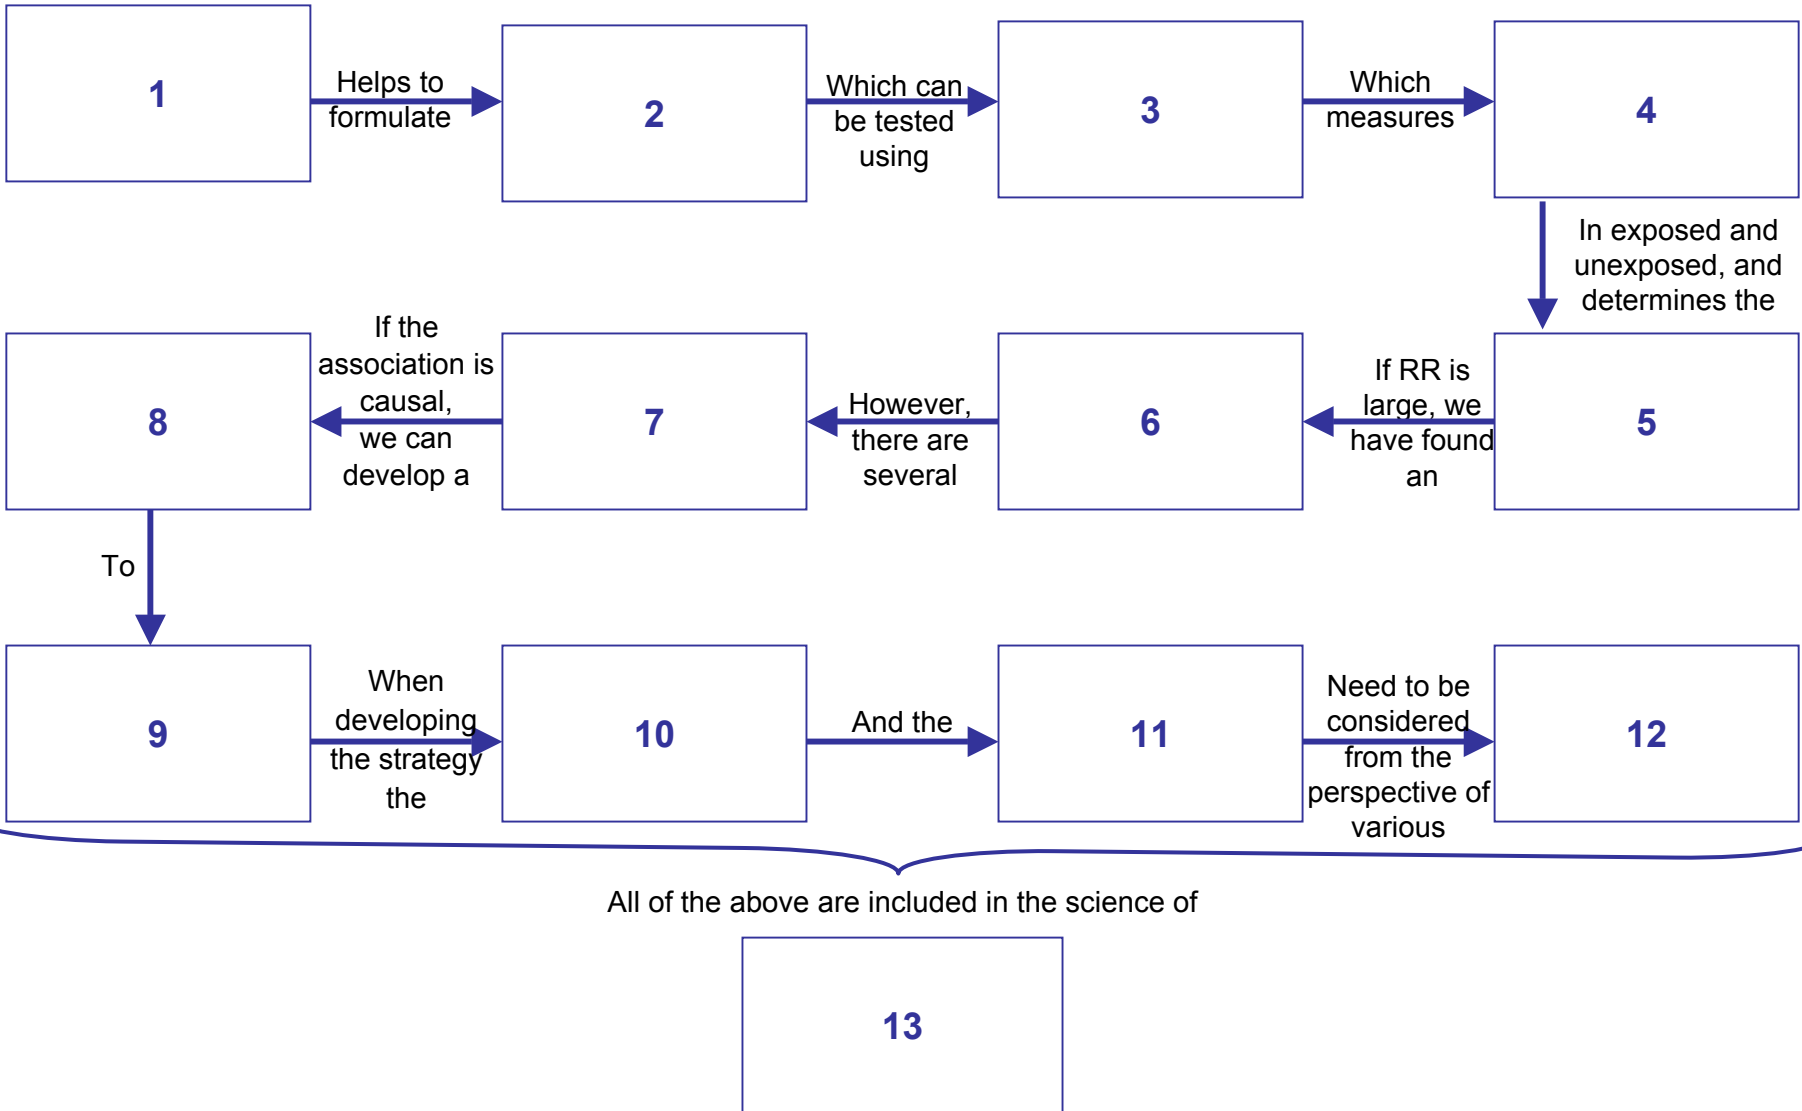 1
Helps to
formulate
2
Which can
be tested
using
3
Which
measures
4
In exposed and
unexposed, and
determines the
5
If RR is
large, we
have found
an
6
However,
there are
several
7
If the
association is
causal,
we can
develop a
8
To
9
When
developing
the strategy
the
10
And the
11
Need to be
considered
from the
perspective of
various
12
All of the above are included in the science of
13